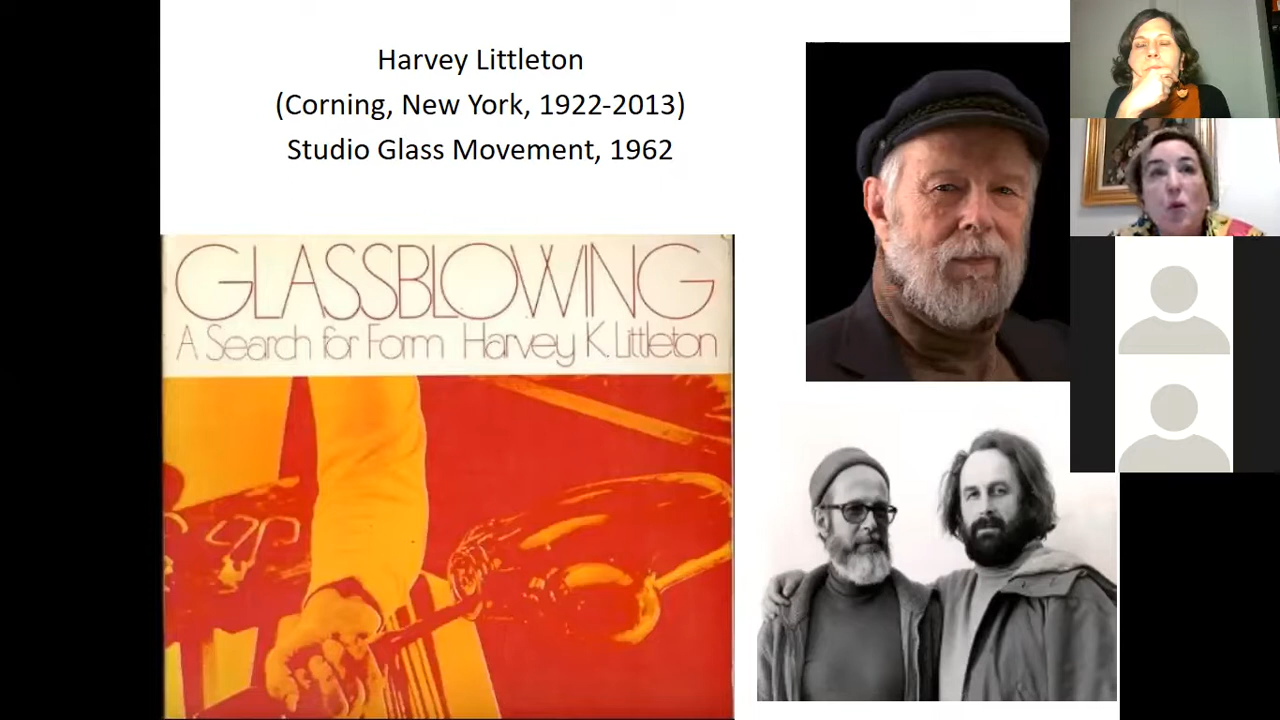 Harvey Littleton
(Corning, New York, 1922-2013)
Studio Glass Movement, 1962
GLASSBLOWING
A Search for Form Harvey K. Littleton